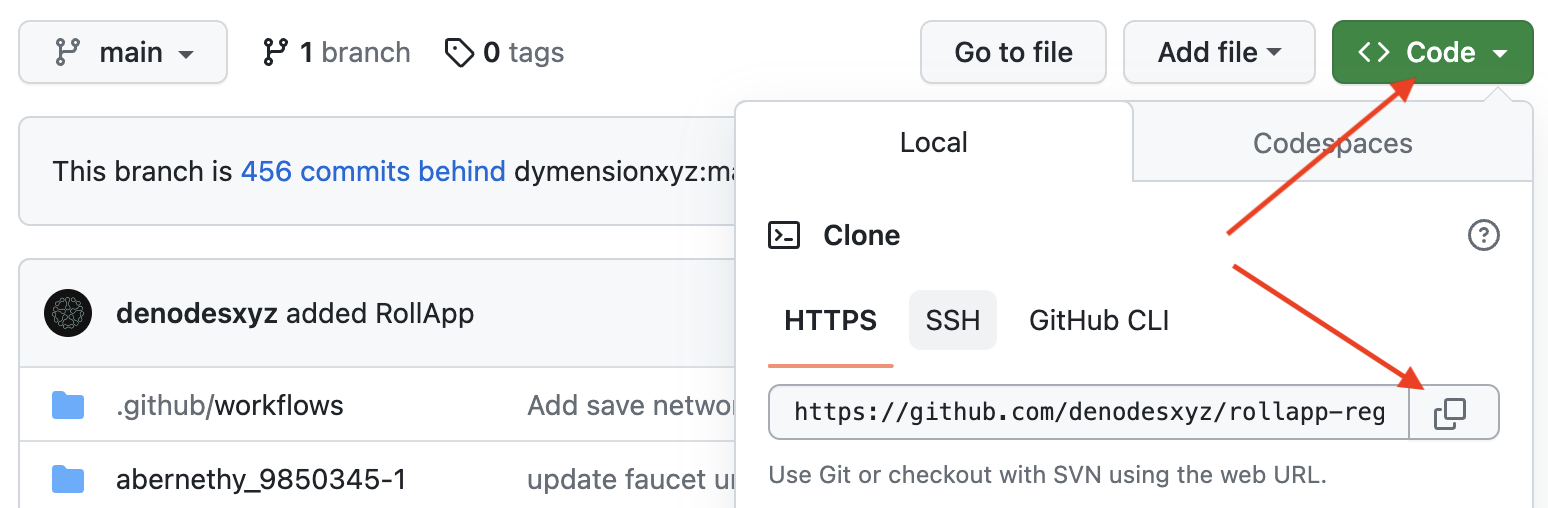 main
1 branch
0 tags
Go to file
Add file
<> Code
This branch is 456 commits behind dymensionxyz:ma
denodesxyz added RollApp
.github/workflows
Add save networ
abernethy_9850345-1
update faucet ur
Local
Codespaces
Clone
?
HTTPS
SSH
GitHub CLI
https://github.com/denodesxyz/rollapp-reg
Use Git or checkout with SVN using the web URL.